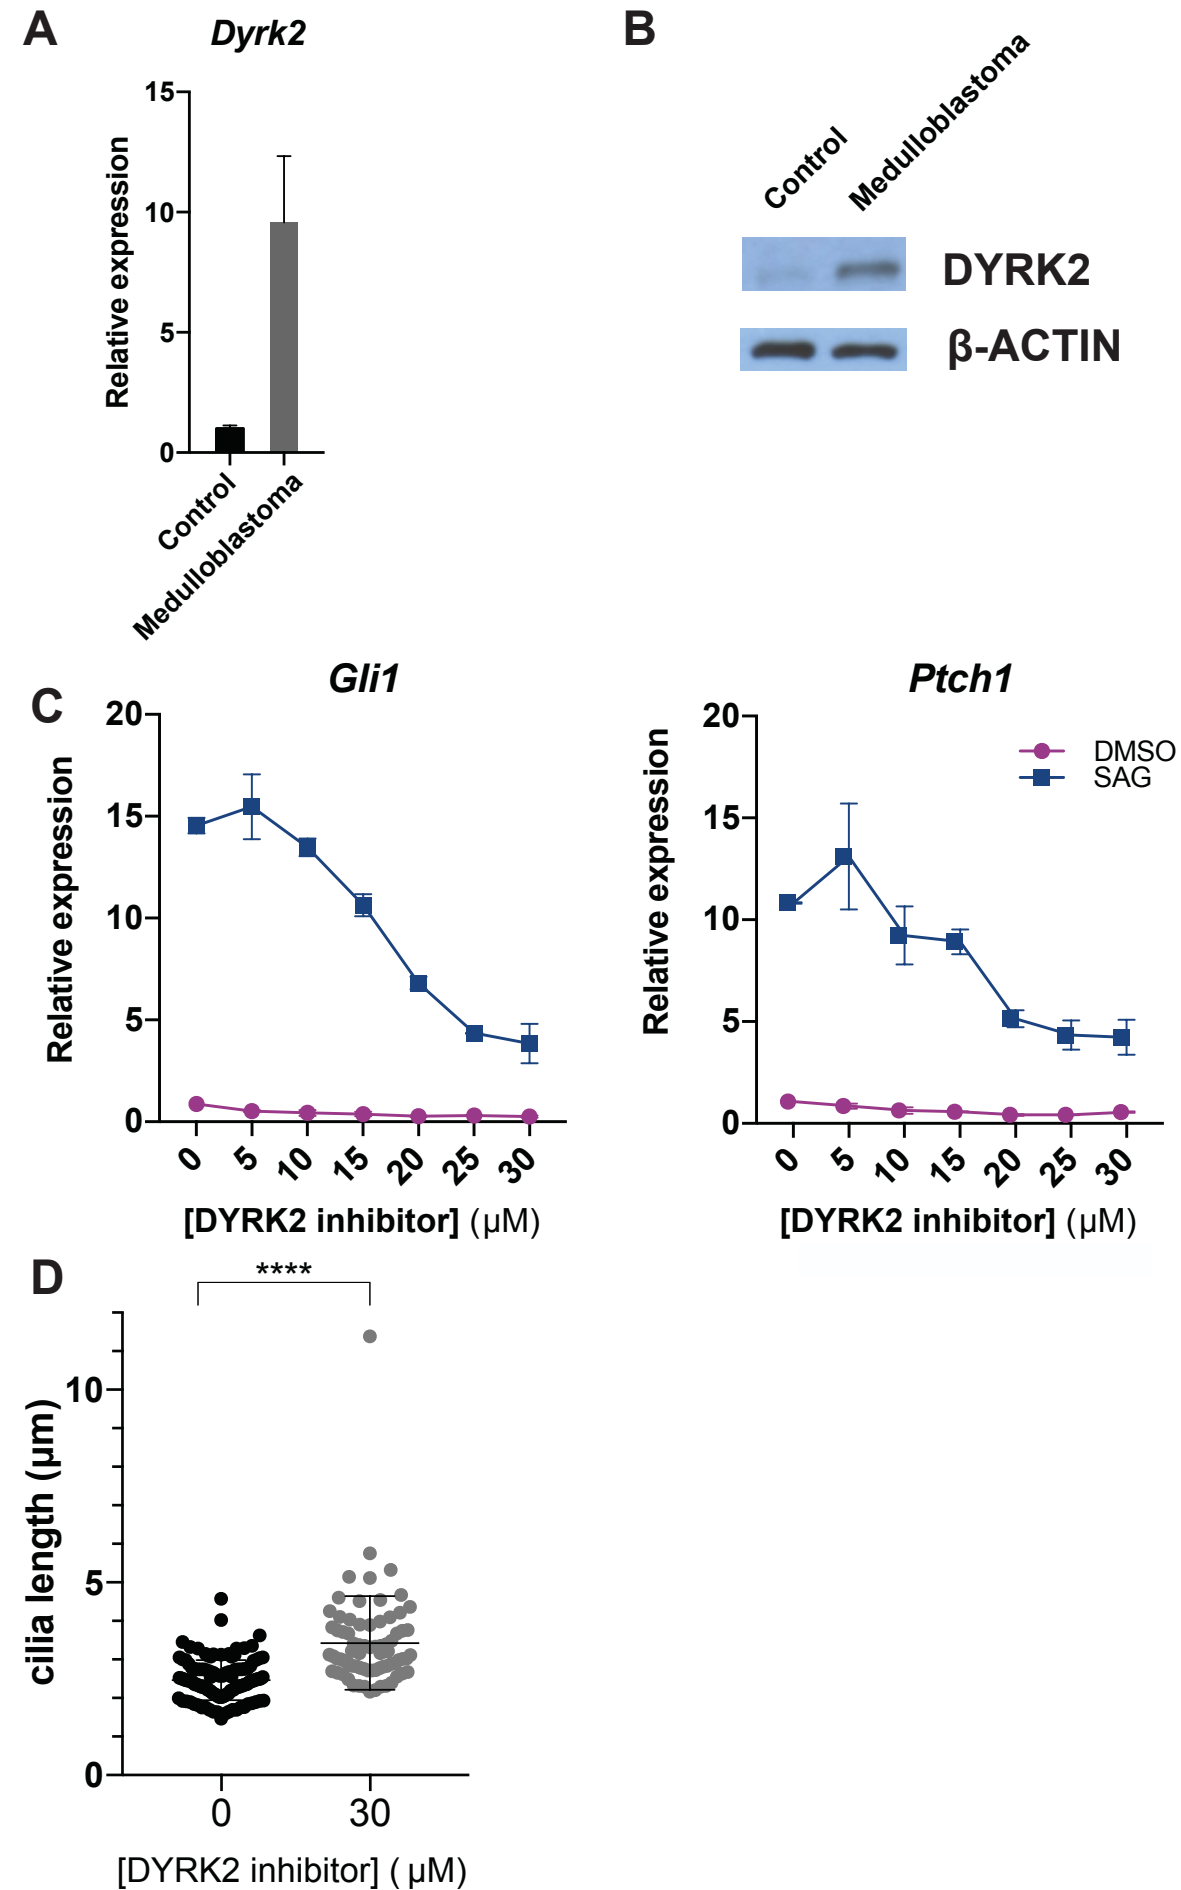 A
Dyrk2
15
10
5
0
Relative expression
Control
Medulloblastoma
B
Control
Medulloblastoma
DYRK2
β-ACTIN
C
Gli1
20
15
10
5
0
Relative expression
0 5 10 15 20 25 30
[DYRK2 inhibitor] (µM)
Ptch1
20
15
10
5
0
Relative expression
DMSO
SAG
0 5 10 15 20 25 30
[DYRK2 inhibitor] (µM)
D
****
10
5
0
cilia length (µm)
0 30
[DYRK2 inhibitor] ( µM)